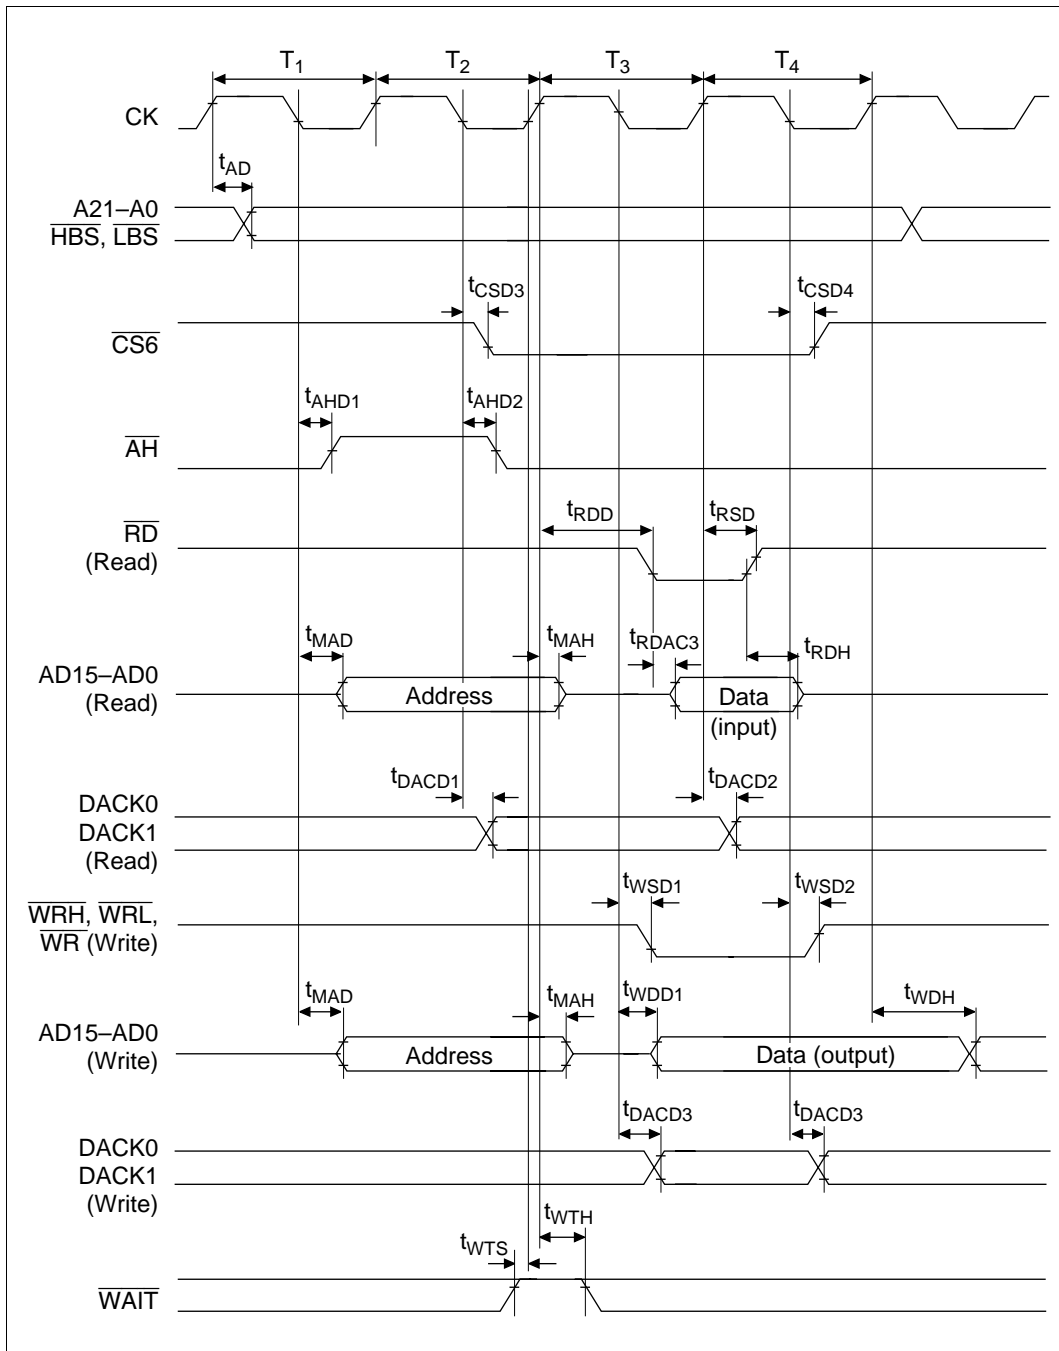 T1 T2 T3 T4
CK
tAD
A21–A0
HBS, LBS
tCSD3 tCSD4
CS6
tAHD1 tAHD2
AH
tRDD tRSD
RD
(Read)
tMAD tMAH tRDAC3 tRDH
AD15–AD0
(Read)
Address
Data
(input)
tDACD1 tDACD2
DACK0
DACK1
(Read)
tWSD1 tWSD2
WRH, WRL,
WR (Write)
tMAD tMAH tWDD1 tWDH
AD15–AD0
(Write)
Address Data (output)
tDACD3 tDACD3
DACK0
DACK1
(Write)
tWTS tWTH
WAIT